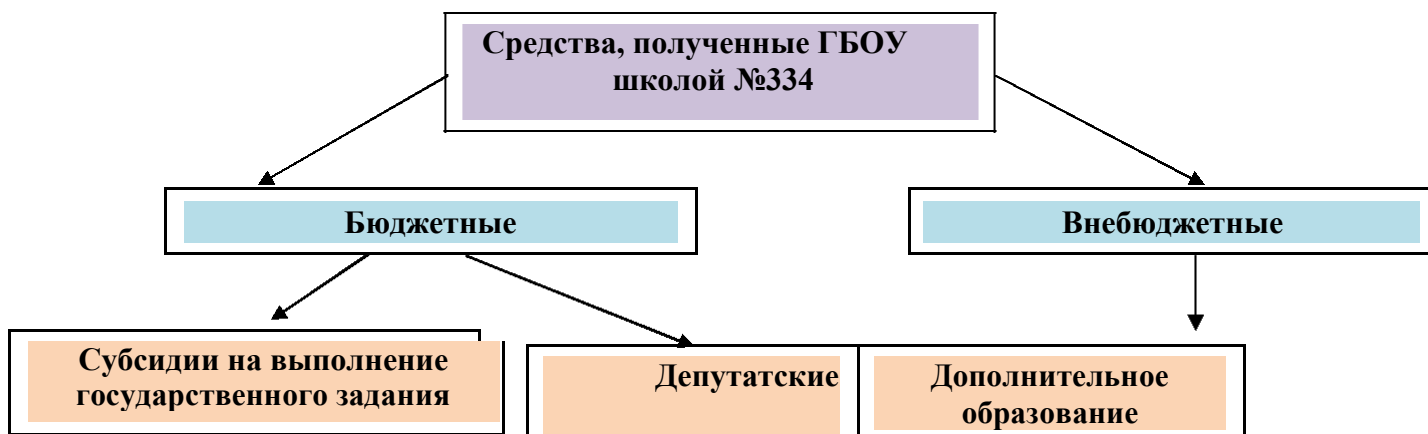 Средства, полученные ГБОУ
школой №334
Бюджетные
Внебюджетные
Субсидии на выполнение
государственного задания
Депутатские
Дополнительное
образование